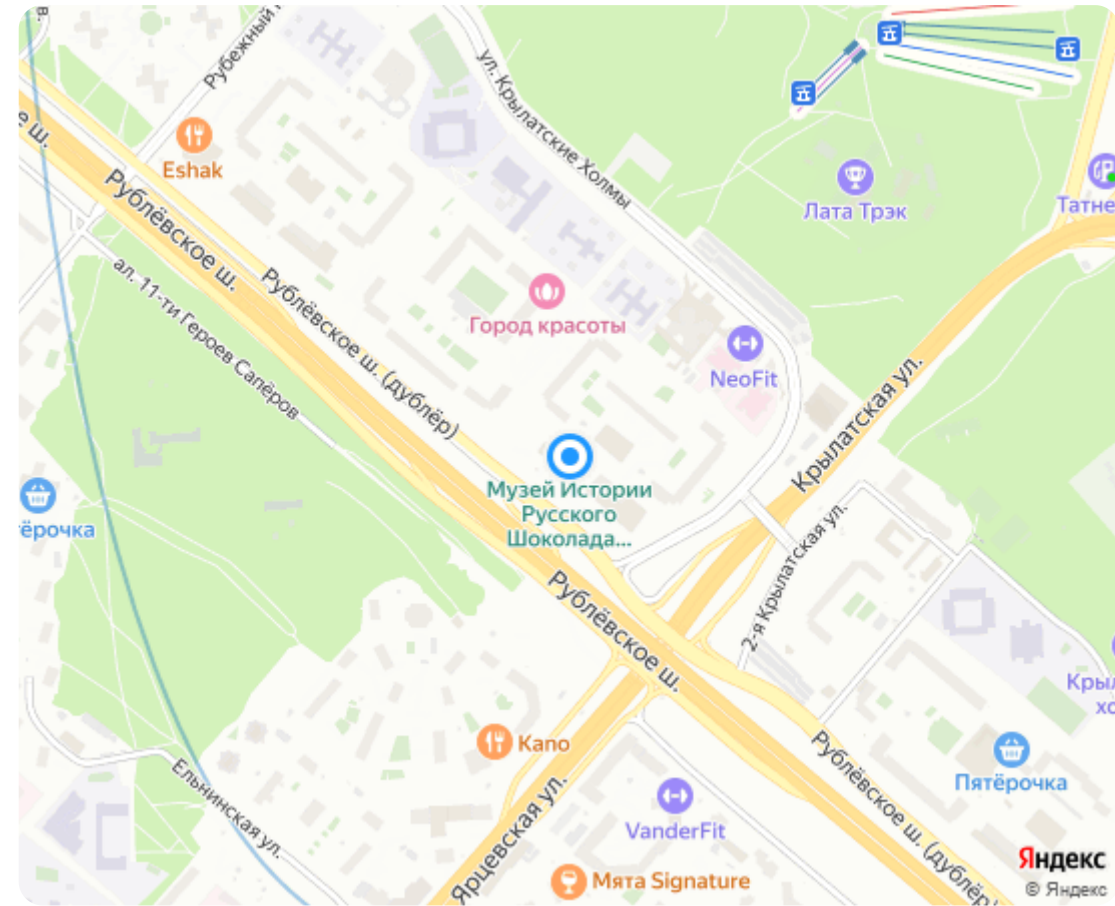 Рубежный
ш.
Eshak
ул. Крылатские Холмы
Лата Трэк
Татне
Рублёвское ш.
ал. 11-ти Героев Сапёров
Рублёвское ш. (дублёр)
Город красоты
NeoFit
Крылатская ул.
Музей Истории
Русского
Шоколада...
ёрочка
2-я Крылатская ул.
Рублёвское ш.
Крыл
хо
Kano
Ельнинская ул.
Ярцевская ул.
VanderFit
Мята Signature
Пятёрочка
Рублёвское ш. (дублёр)
Яндекс
© Яндекс